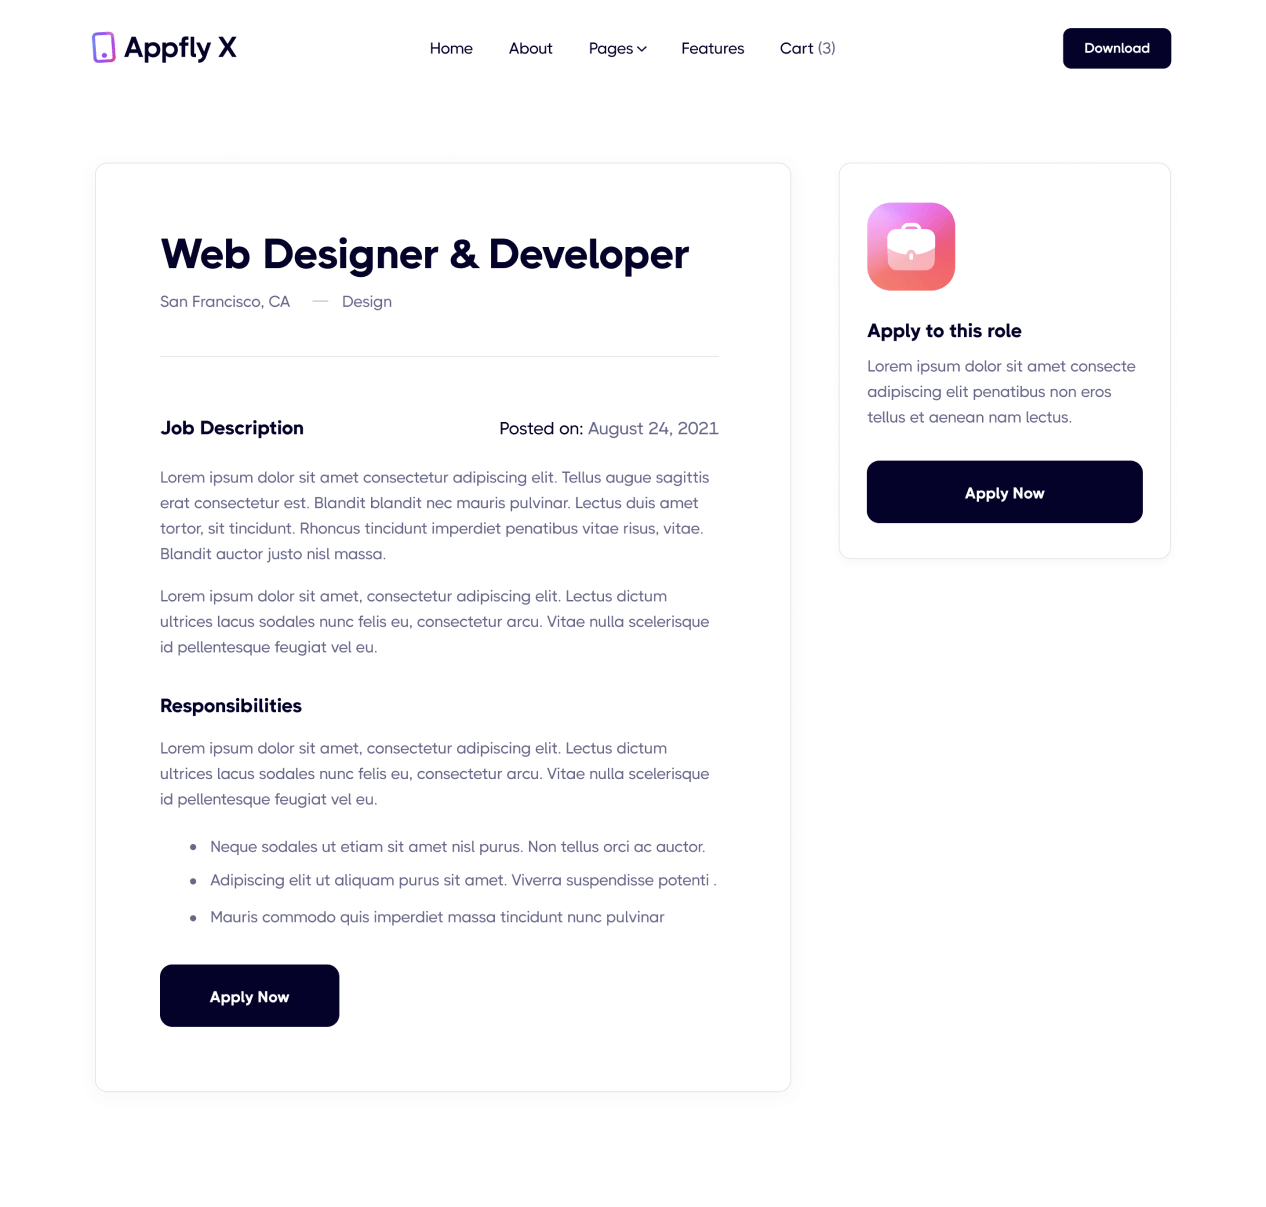 Appfly X
Home About Pages Features Cart (3)
Download
Web Designer & Developer
San Francisco, CA — Design
Job Description
Posted on: August 24, 2021
Lorem ipsum dolor sit amet consectetur adipiscing elit. Tellus augue sagittis
erat consectetur est. Blandit blandit nec mauris pulvinar. Lectus duis amet
tortor, sit tincidunt. Rhoncus tincidunt imperdiet penatibus vitae risus, vitae.
Blandit auctor justo nisl massa.
Lorem ipsum dolor sit amet, consectetur adipiscing elit. Lectus dictum
ultrices lacus sodales nunc felis eu, consectetur arcu. Vitae nulla scelerisque
id pellentesque feugiat vel eu.
Responsibilities
Lorem ipsum dolor sit amet, consectetur adipiscing elit. Lectus dictum
ultrices lacus sodales nunc felis eu, consectetur arcu. Vitae nulla scelerisque
id pellentesque feugiat vel eu.
• Neque sodales ut etiam sit amet nisl purus. Non tellus orci ac auctor.
• Adipiscing elit ut aliquam purus sit amet. Viverra suspendisse potenti .
• Mauris commodo quis imperdiet massa tincidunt nunc pulvinar
Apply Now
Apply to this role
Lorem ipsum dolor sit amet consecte
adipiscing elit penatibus non eros
tellus et aenean nam lectus.
Apply Now